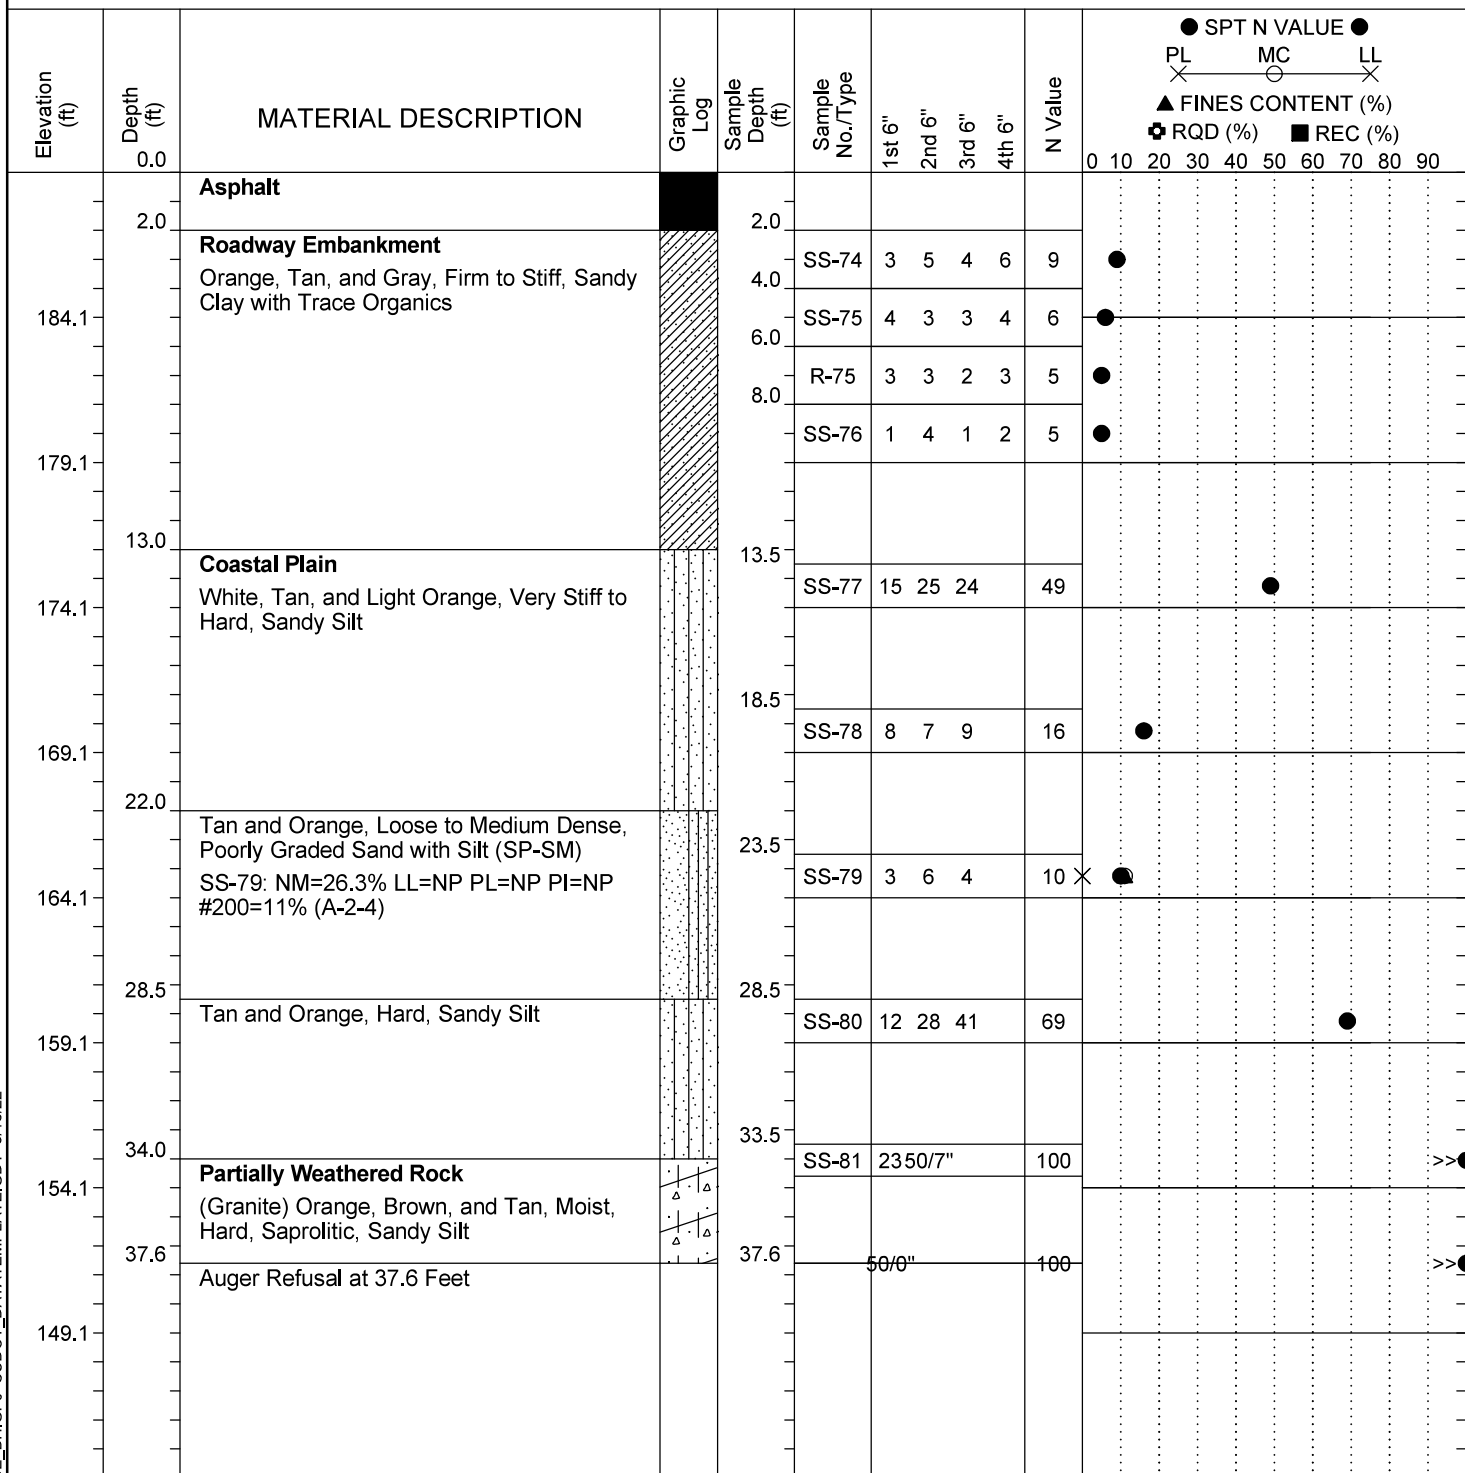 ● SPT N VALUE ●
PL MC LL
▲ FINES CONTENT (%)
RQD (%) ■ REC (%)
Elevation (ft)
Depth (ft)
MATERIAL DESCRIPTION
Graphic Log
Sample Depth (ft)
Sample No./Type
1st 6"
2nd 6"
3rd 6"
4th 6"
N Value
0.0
0 10 20 30 40 50 60 70 80 90
Asphalt
2.0 2.0
Roadway Embankment
SS-74 3 5 4 6 9
Orange, Tan, and Gray, Firm to Stiff, Sandy
4.0
Clay with Trace Organics
184.1 SS-75 4 3 3 4 6
6.0
R-75 3 3 2 3 5
8.0
SS-76 1 4 1 2 5
179.1
13.0 13.5
Coastal Plain
SS-77 15 25 24 49
White, Tan, and Light Orange, Very Stiff to
174.1
Hard, Sandy Silt
18.5
SS-78 8 7 9 16
169.1
22.0
Tan and Orange, Loose to Medium Dense,
23.5
Poorly Graded Sand with Silt (SP-SM)
SS-79: NM=26.3% LL=NP PL=NP PI=NP
SS-79 3 6 4 10
164.1
#200=11% (A-2-4)
28.5 28.5
Tan and Orange, Hard, Sandy Silt
SS-80 12 28 41 69
159.1
34.0 33.5
Partially Weathered Rock
SS-81 23 50/7" 100 >>
154.1
(Granite) Orange, Brown, and Tan, Moist,
Hard, Saprolitic, Sandy Silt
37.6 37.6
50/0" 100 >>
Auger Refusal at 37.6 Feet
149.1